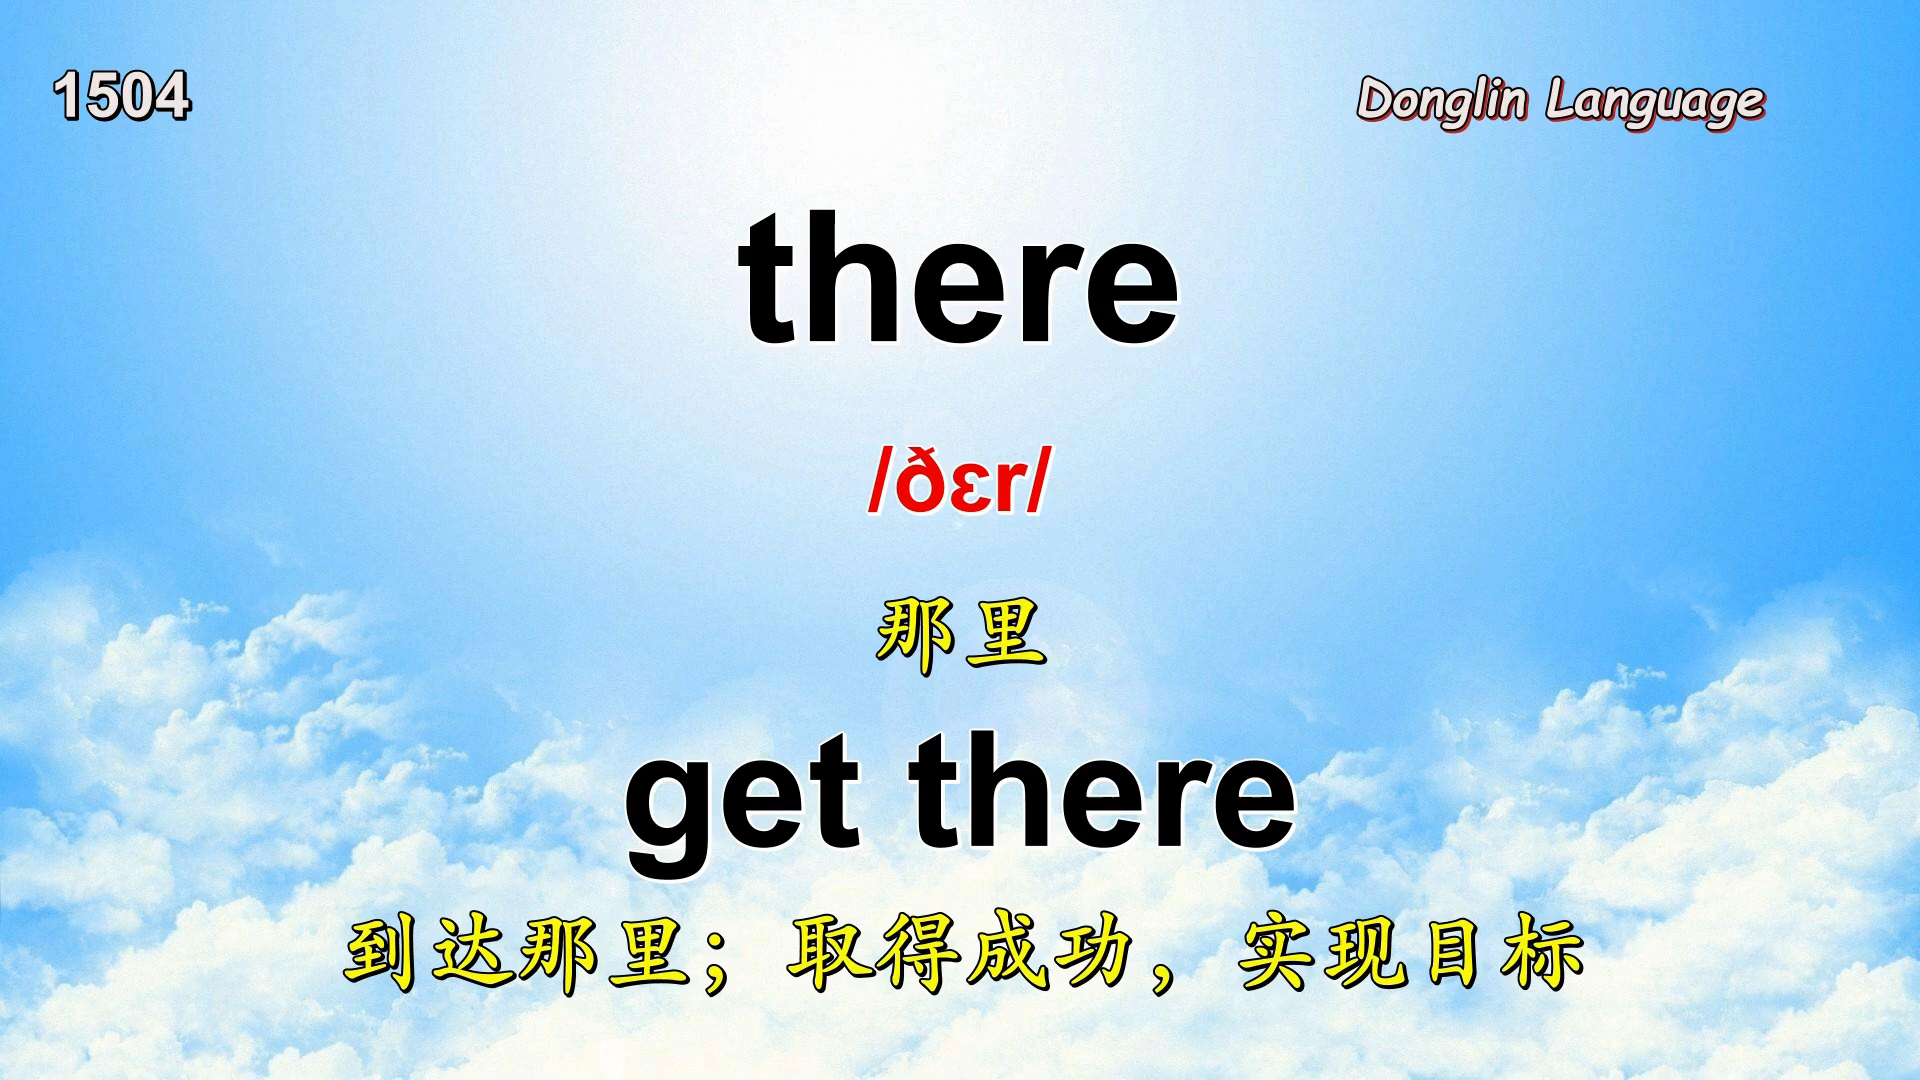 1504
Donglin Language
there
/ðɛr/
那里
get there
到达那里；取得成功，实现目标